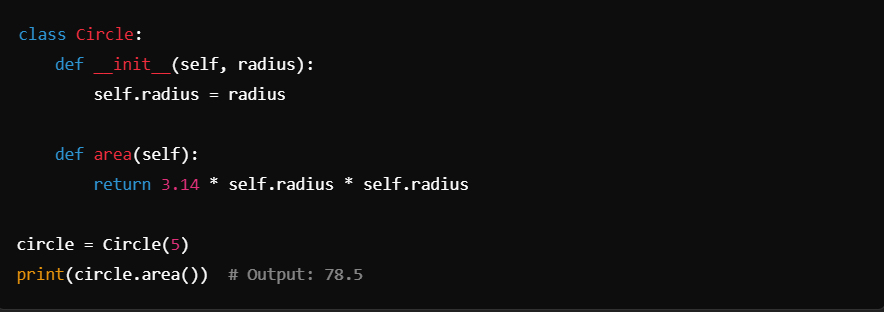 class Circle:
    def __init__(self, radius):
        self.radius = radius

    def area(self):
        return 3.14 * self.radius * self.radius

circle = Circle(5)
print(circle.area())  # Output: 78.5